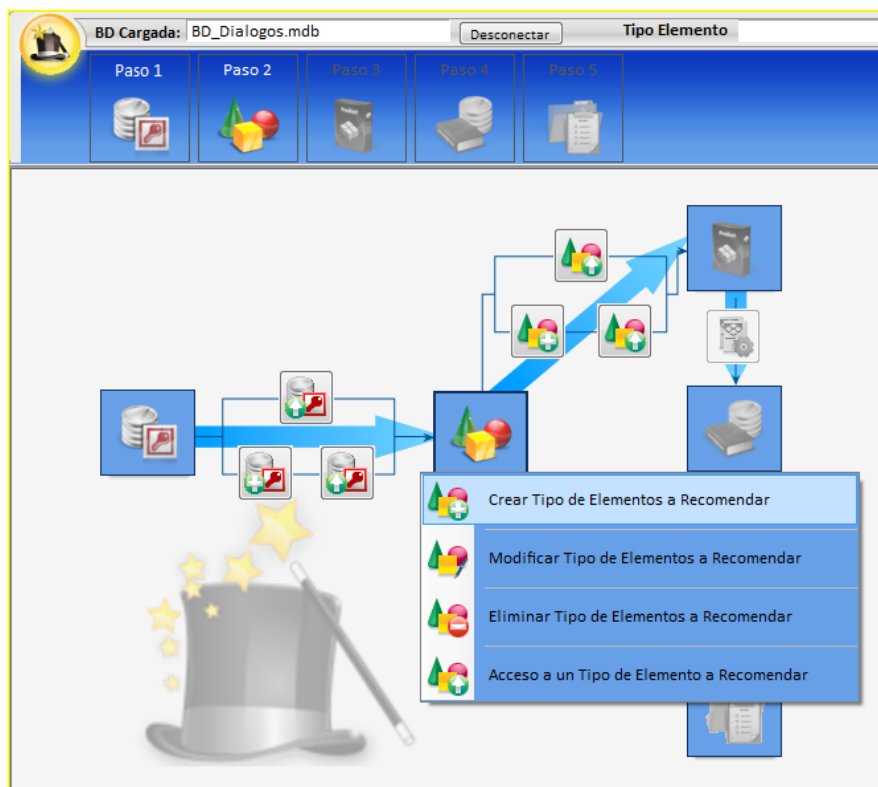 BD Cargada: BD_Dialogos.mdb Desconectar Tipo Elemento
Paso 1 Paso 2 Paso 3 Paso 4 Paso 5
Crear Tipo de Elementos a Recomendar
Modificar Tipo de Elementos a Recomendar
Eliminar Tipo de Elementos a Recomendar
Acceso a un Tipo de Elemento a Recomendar